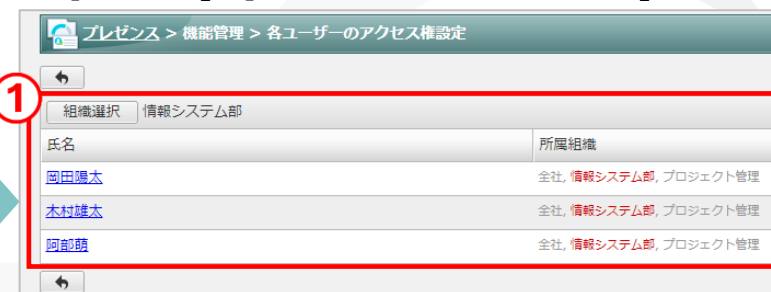 プレゼンス > 機能管理 > 各ユーザーのアクセス権設定
1
組織選択 情報システム部
氏名 所属組織
岡田陽太 全社, 情報システム部, プロジェクト管理
木村雄太 全社, 情報システム部, プロジェクト管理
阿部萌 全社, 情報システム部, プロジェクト管理